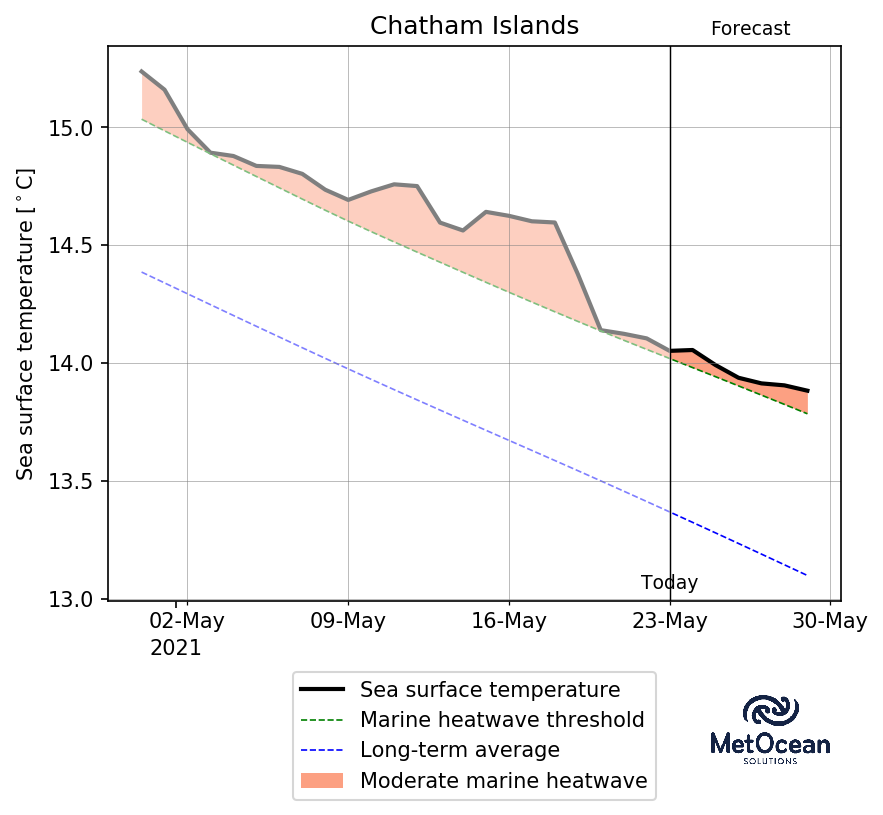 Chatham Islands
Forecast
Sea surface temperature [°C]
15.0
14.5
14.0
13.5
13.0
Today
02-May
09-May
16-May
23-May
30-May
2021
Sea surface temperature
Marine heatwave threshold
Long-term average
Moderate marine heatwave
MetOcean
SOLUTIONS